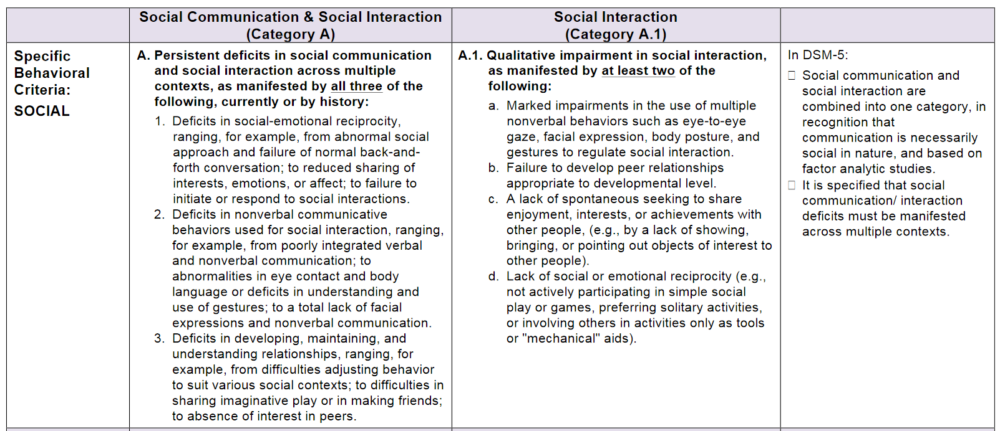 Social Communication & Social Interaction
(Category A)
Social Interaction
(Category A.1)
Specific
Behavioral
Criteria:
SOCIAL
A. Persistent deficits in social communication
and social interaction across multiple
contexts, as manifested by all three of the
following, currently or by history:
1. Deficits in social-emotional reciprocity,
ranging, for example, from abnormal social
approach and failure of normal back-and-
forth conversation; to reduced sharing of
interests, emotions, or affect; to failure to
initiate or respond to social interactions.
2. Deficits in nonverbal communicative
behaviors used for social interaction, ranging,
for example, from poorly integrated verbal
and nonverbal communication; to
abnormalities in eye contact and body
language or deficits in understanding and
use of gestures; to a total lack of facial
expressions and nonverbal communication.
3. Deficits in developing, maintaining, and
understanding relationships, ranging, for
example, from difficulties adjusting behavior
to suit various social contexts; to difficulties in
sharing imaginative play or in making friends;
to absence of interest in peers.
A.1. Qualitative impairment in social interaction,
as manifested by at least two of the
following:
a. Marked impairments in the use of multiple
nonverbal behaviors such as eye-to-eye
gaze, facial expression, body posture, and
gestures to regulate social interaction.
b. Failure to develop peer relationships
appropriate to developmental level.
c. A lack of spontaneous seeking to share
enjoyment, interests, or achievements with
other people, (e.g., by a lack of showing,
bringing, or pointing out objects of interest to
other people).
d. Lack of social or emotional reciprocity (e.g.,
not actively participating in simple social
play or games, preferring solitary activities,
or involving others in activities only as tools
or "mechanical" aids).
In DSM-5:
Social communication and
social interaction are
combined into one category, in
recognition that
communication is necessarily
social in nature, and based on
factor analytic studies.
It is specified that social
communication/ interaction
deficits must be manifested
across multiple contexts.